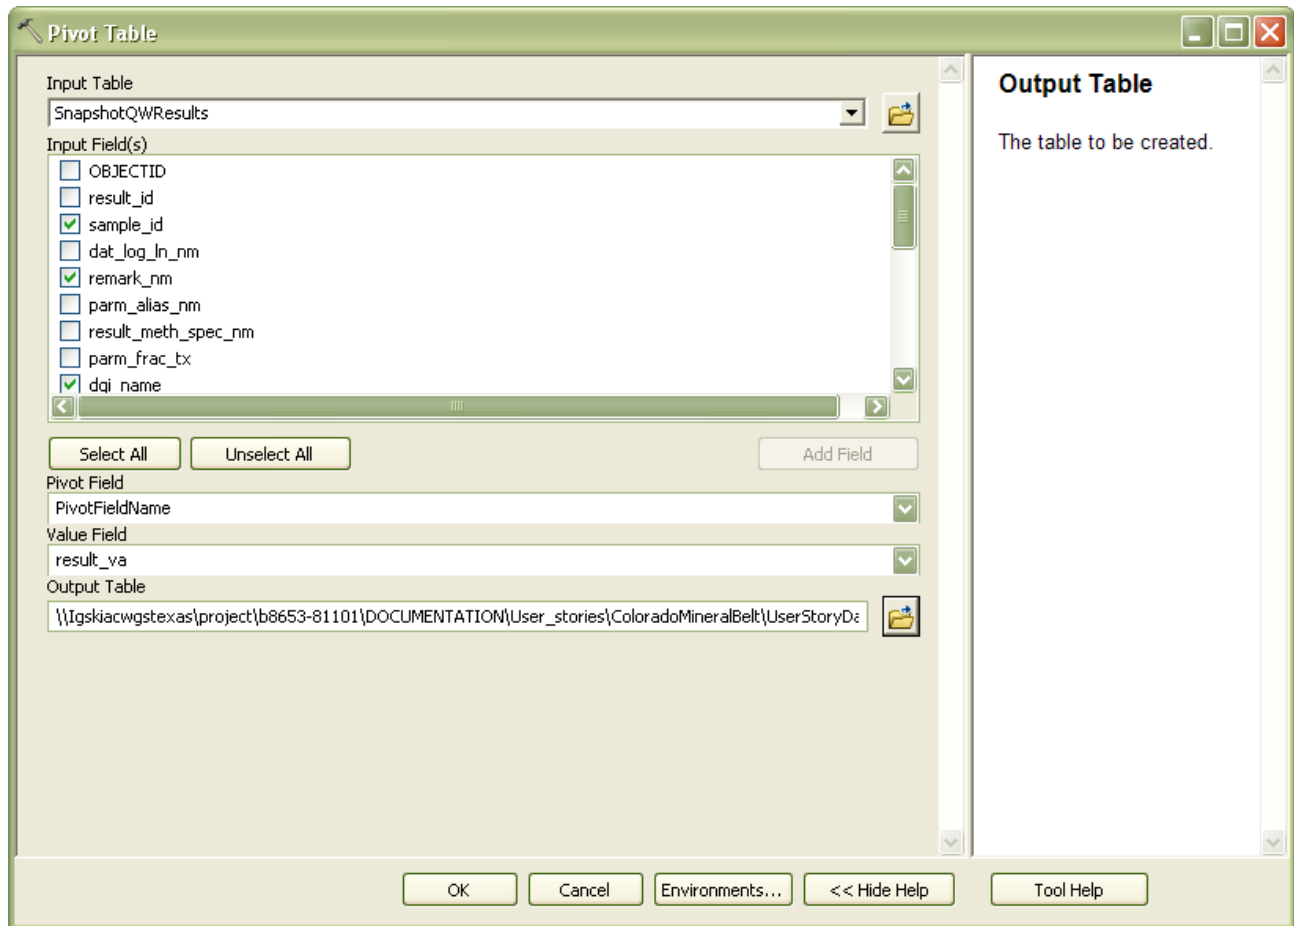 Pivot Table
Input Table
SnapshotQWResults
Input Field(s)
OBJECTID
result_id
sample_id
dat_log_ln_nm
remark_nm
parm_alias_nm
result_meth_spec_nm
parm_frac_tx
dqi_name
Select All
Unselect All
Add Field
Pivot Field
PivotFieldName
Value Field
result_va
Output Table
\\Igskiacwgstexas\project\b8653-81101\DOCUMENTATION\User_stories\ColoradoMineralBelt\UserStoryDa
OK
Cancel
Environments...
<< Hide Help
Output Table
The table to be created.
Tool Help